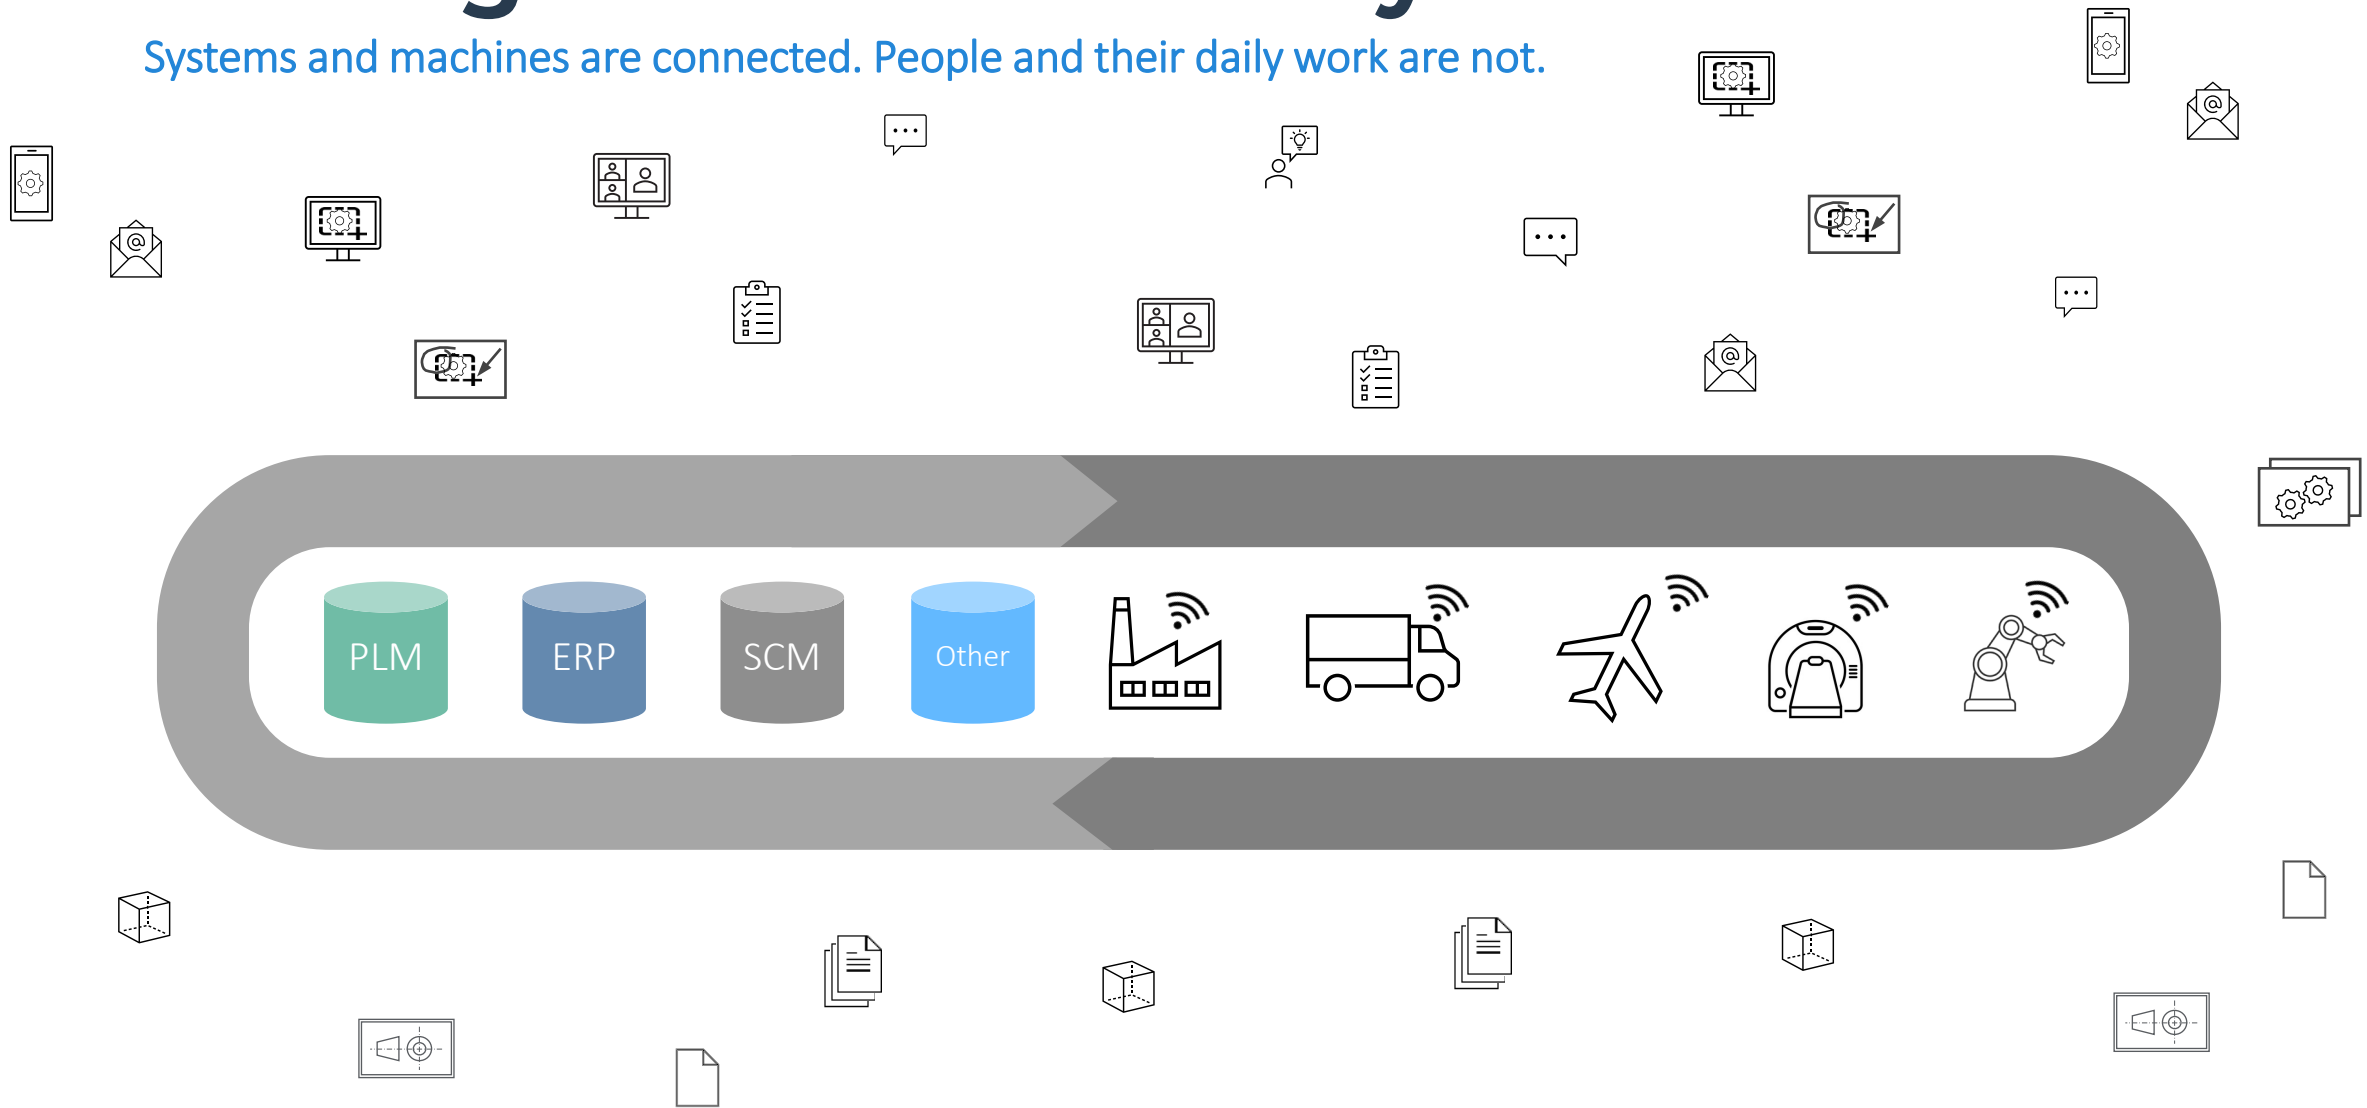 Systems and machines are connected. People and their daily work are not.
PLM
ERP
SCM
Other